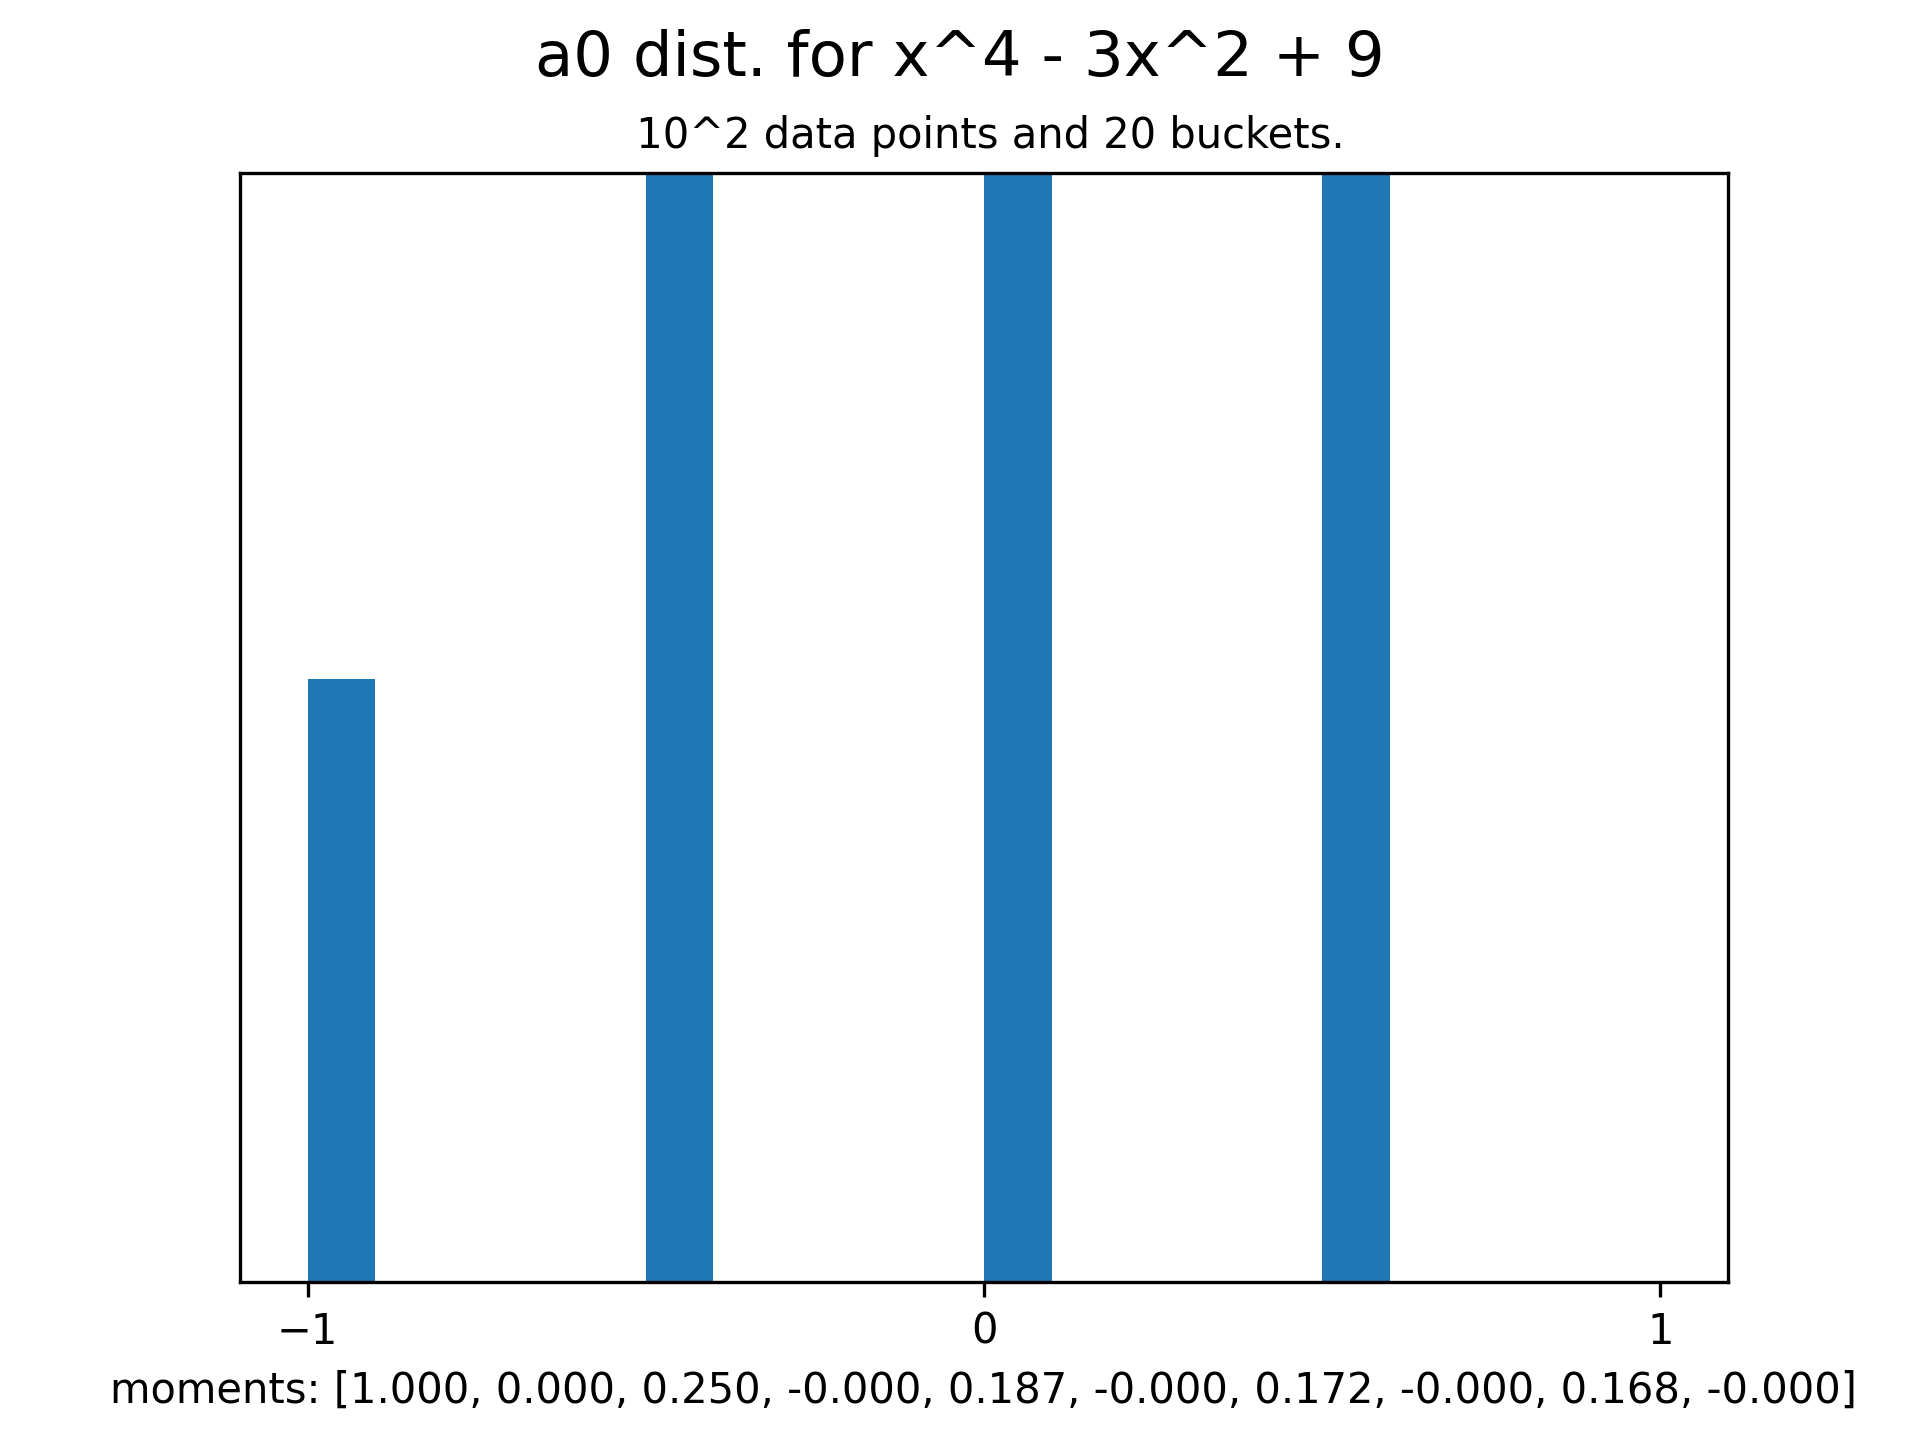 a0 dist. for x^4 - 3x^2 + 9
10^2 data points and 20 buckets.
−1 0 1
moments: [1.000, 0.000, 0.250, -0.000, 0.187, -0.000, 0.172, -0.000, 0.168, -0.000]